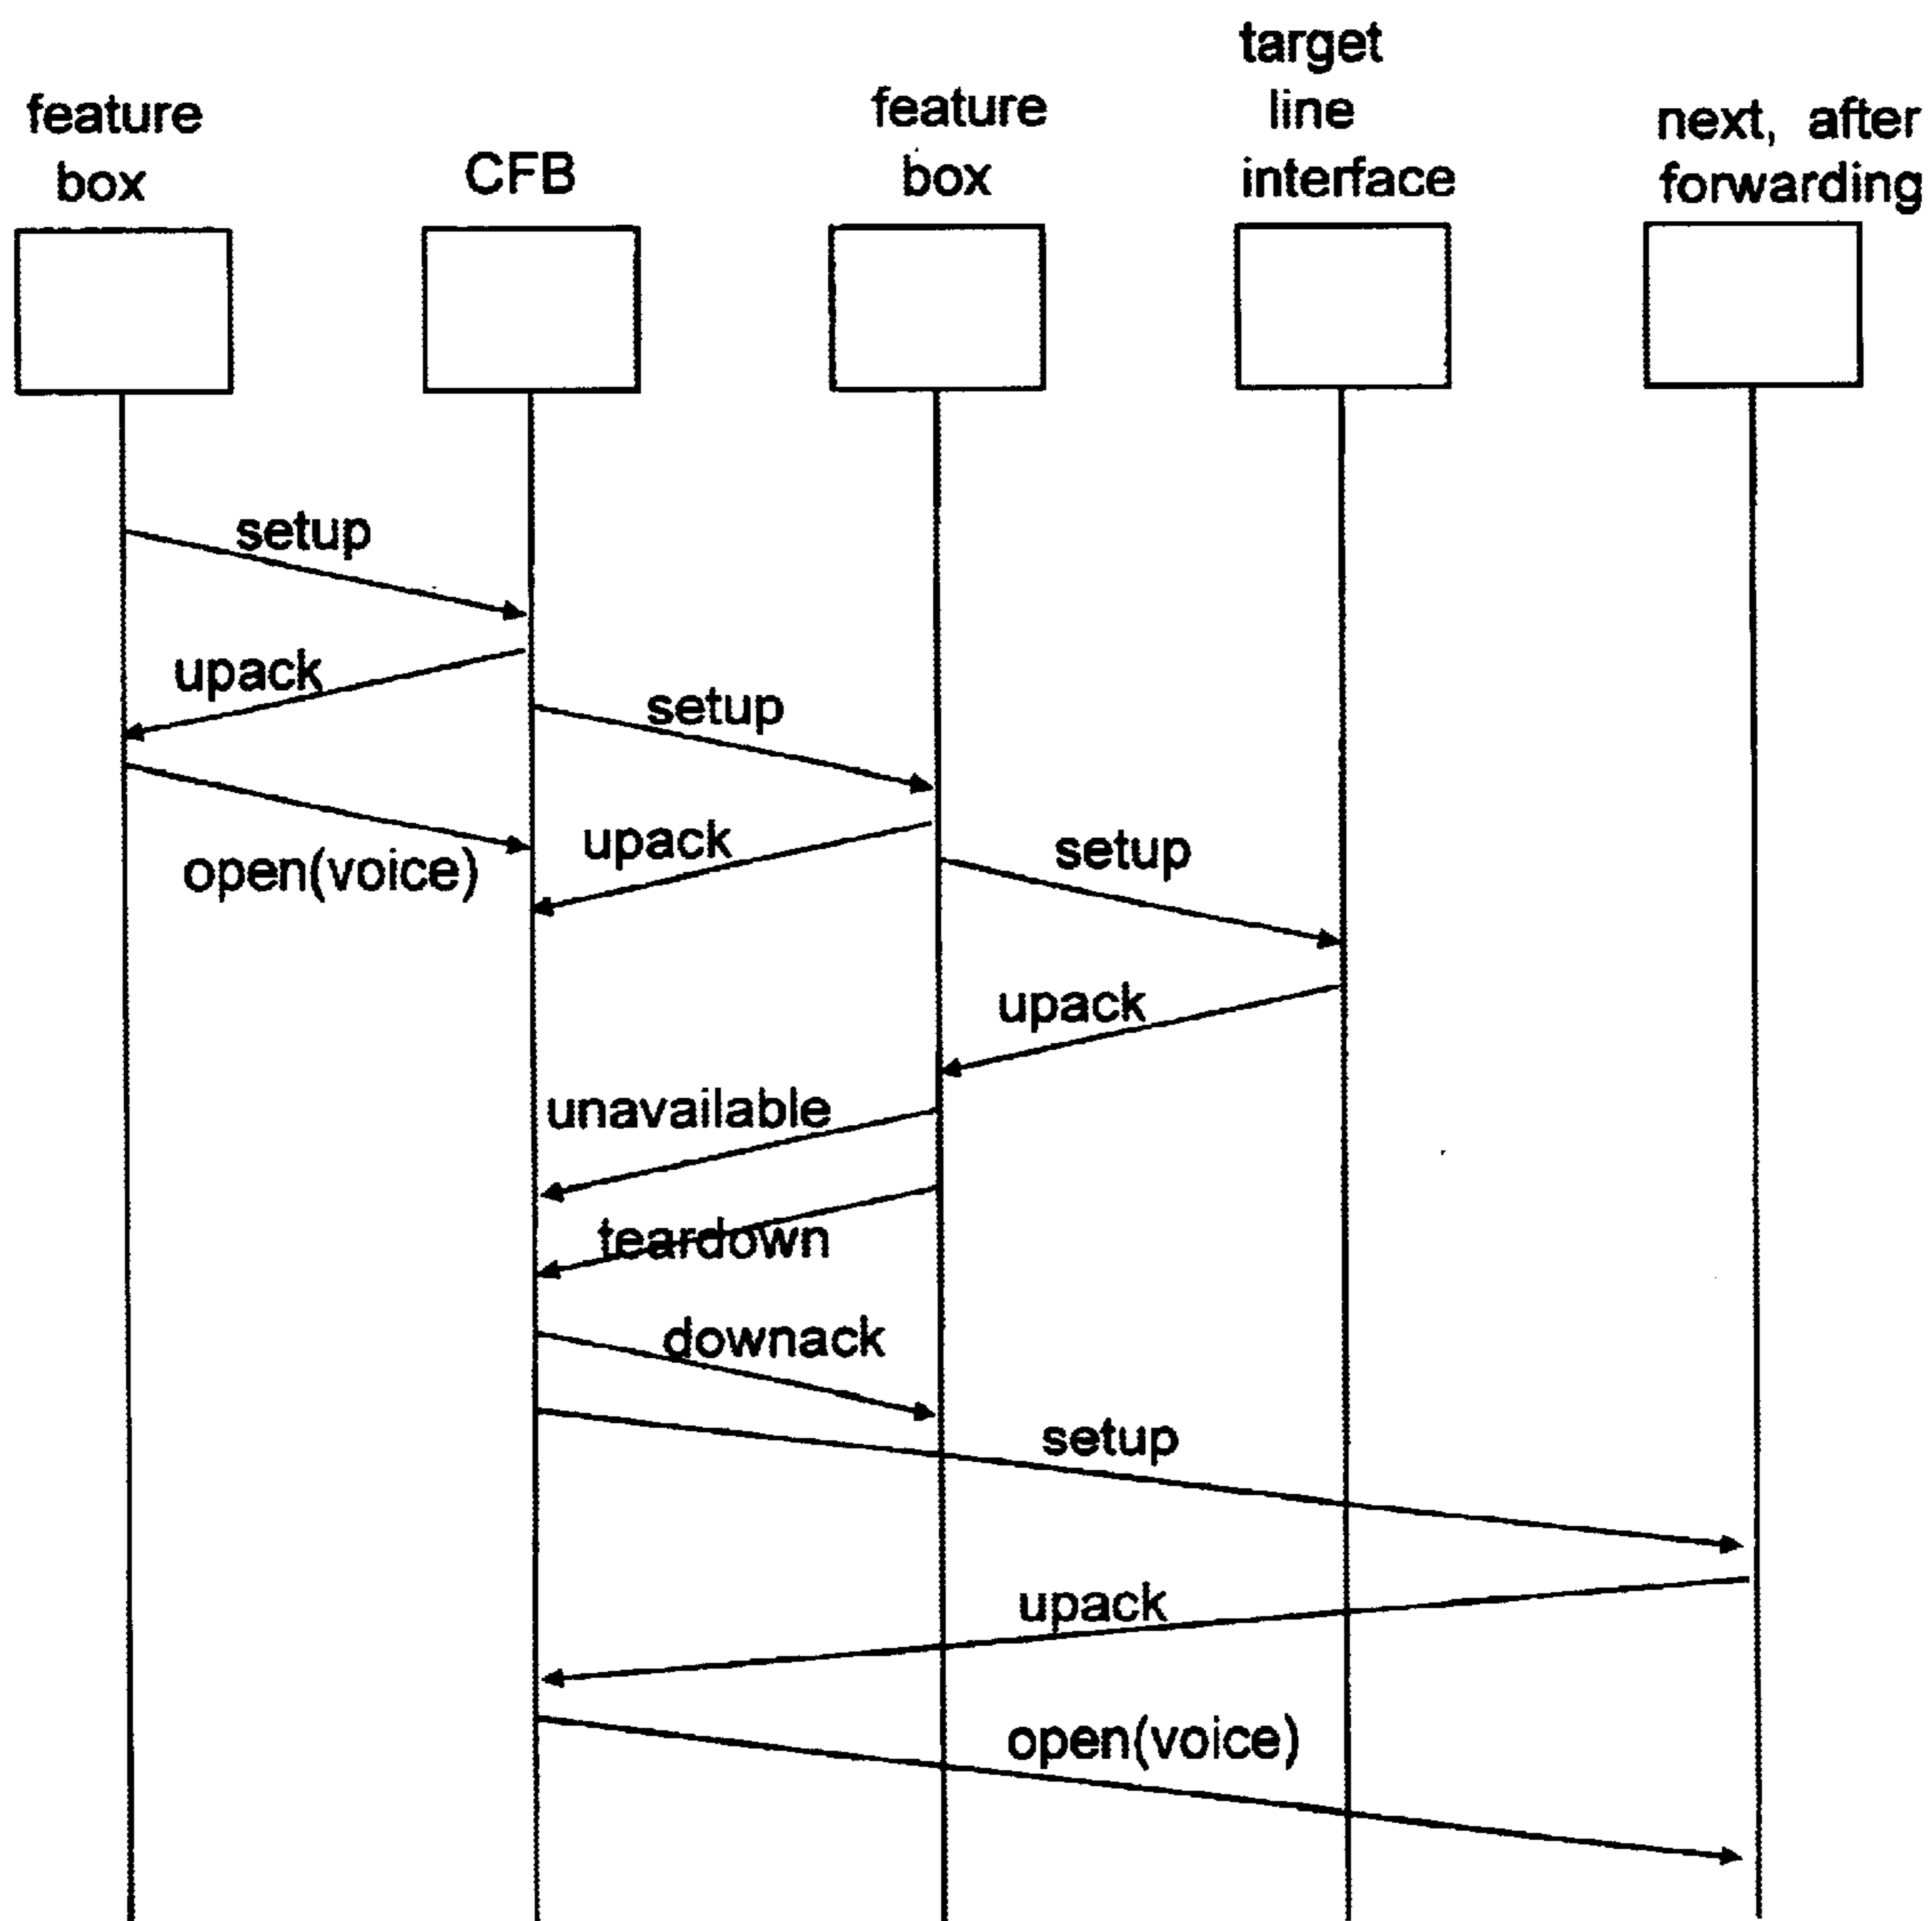 feature
box
CFB
feature
box
target
line
interface
next, after
forwarding
setup
upack
setup
open(voice)
upack
setup
upack
unavailable
teardown
downack
setup
upack
open(voice)